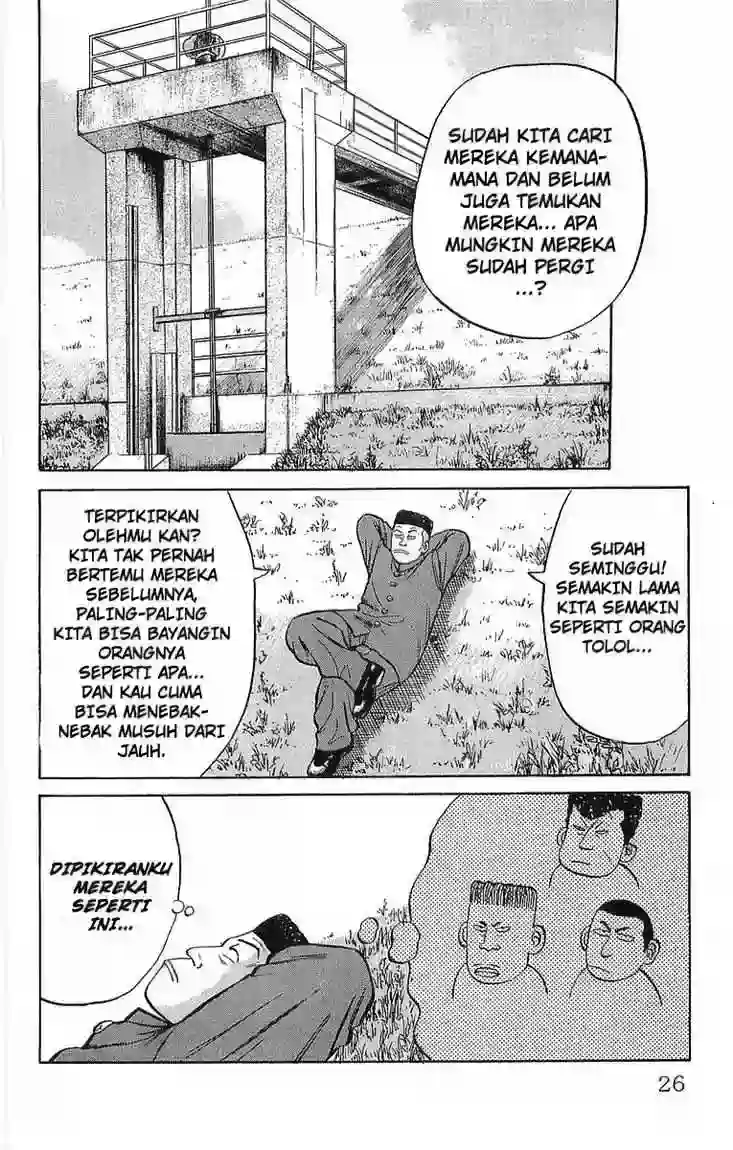 SUDAH KITA CARI
MEREKA KEMANA-
MANA DAN BELUM
JUGA TEMUKAN
MEREKA... APA
MUNGKIN MEREKA
SUDAH PERGI
...?
SUDAH
SEMINGGU!
SEMAKIN LAMA
KITA SEMAKIN
SEPERTI ORANG
TOLOL...
TERPIKIRKAN
OLEHMU KAN?
KITA TAK PERNAH
BERTEMU MEREKA
SEBELUMNYA,
PALING-PALING
KITA BISA BAYANGIN
ORANGNYA
SEPERTI APA...
DAN KAU CUMA
BISA MENEBAK-
NEBAK MUSUH DARI
JAUH.
DIPIKIRANKU
MEREKA
SEPERTI
INI...
26